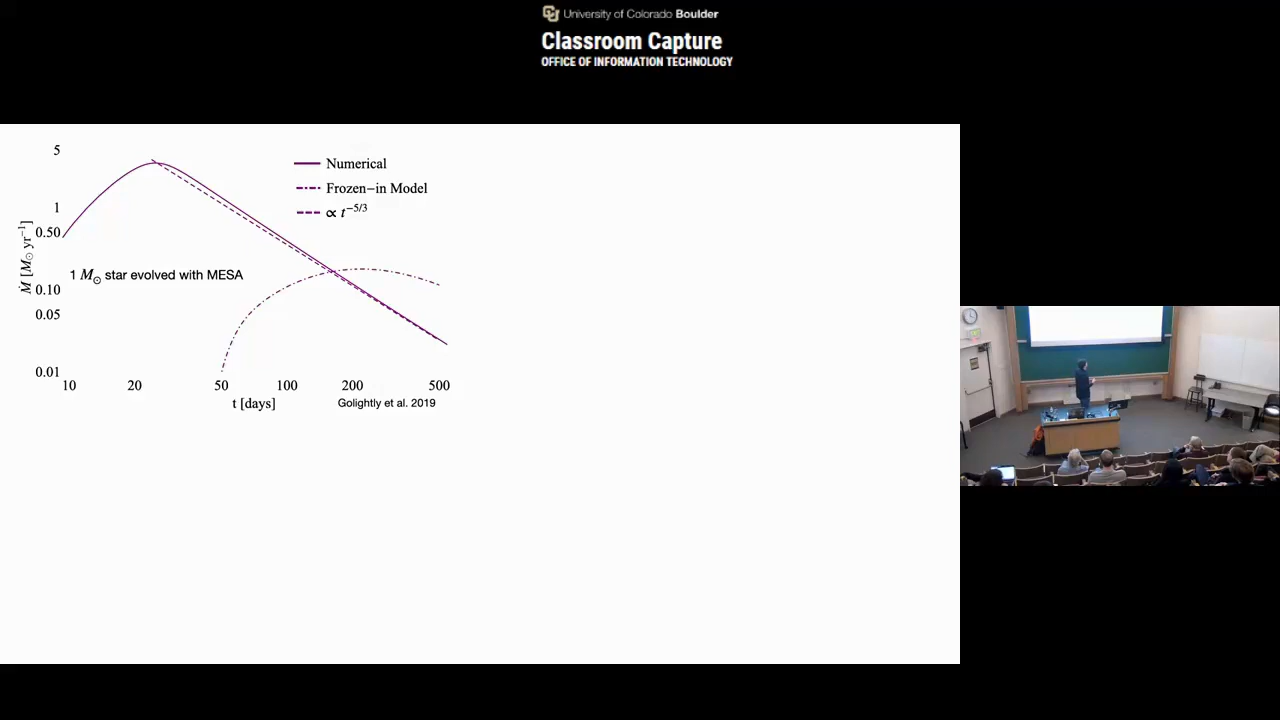 University of Colorado Boulder
Classroom Capture
OFFICE OF INFORMATION TECHNOLOGY
5
1
0.50
0.10
0.05
0.01
Ṁ [M⊙ yr⁻¹]
Numerical
Frozen−in Model
∝ t^−5/3
1 M⊙ star evolved with MESA
10 20 50 100 200 500
t [days]
Golightly et al. 2019